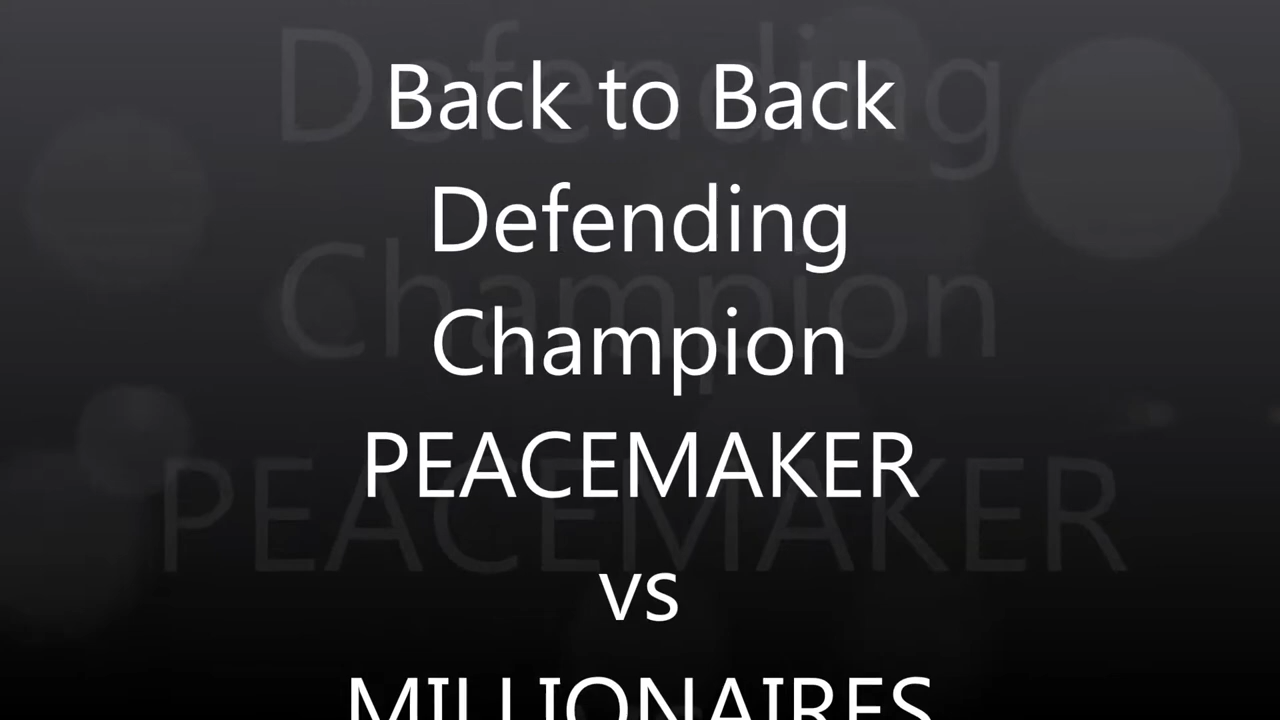 Back to Back
Defending
Champion
PEACEMAKER
vs
MILLIONAIRES